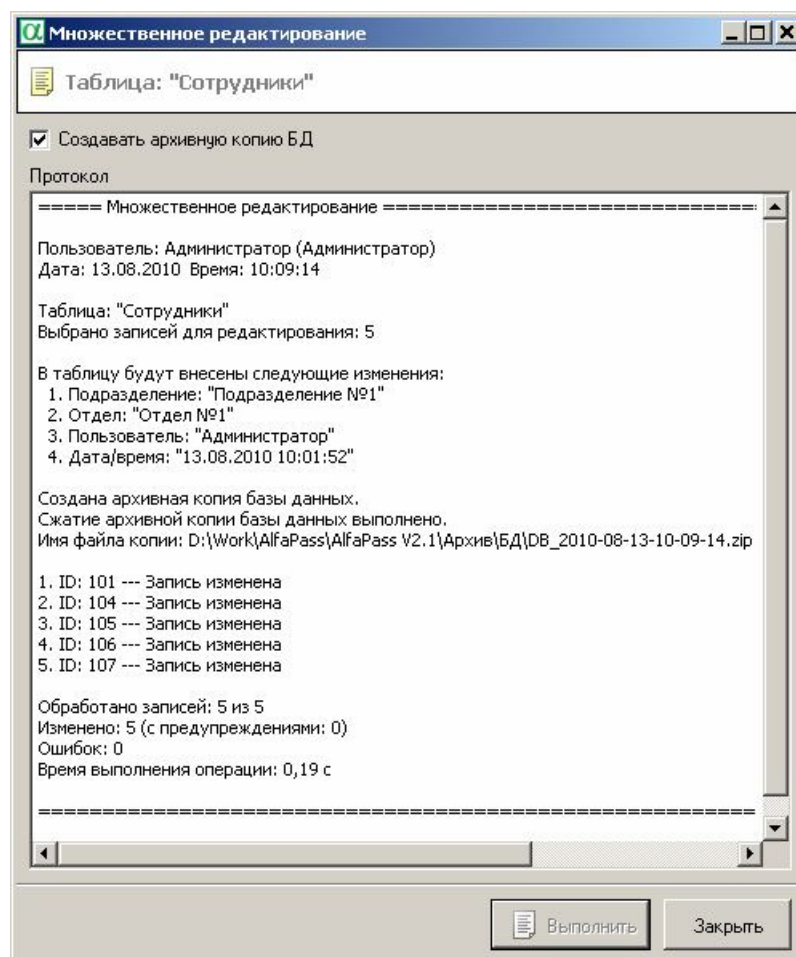 Множественное редактирование
Таблица: "Сотрудники"
Создавать архивную копию БД
Протокол
===== Множественное редактирование =============================
Пользователь: Администратор (Администратор)
Дата: 13.08.2010 Время: 10:09:14
Таблица: "Сотрудники"
Выбрано записей для редактирования: 5
В таблицу будут внесены следующие изменения:
1. Подразделение: "Подразделение №1"
2. Отдел: "Отдел №1"
3. Пользователь: "Администратор"
4. Дата/время: "13.08.2010 10:01:52"
Создана архивная копия базы данных.
Сжатие архивной копии базы данных выполнено.
Имя файла копии: D:\Work\AlfaPass\AlfaPass V2.1\Архив\БД\DB_2010-08-13-10-09-14.zip
1. ID: 101 --- Запись изменена
2. ID: 104 --- Запись изменена
3. ID: 105 --- Запись изменена
4. ID: 106 --- Запись изменена
5. ID: 107 --- Запись изменена
Обработано записей: 5 из 5
Изменено: 5 (с предупреждениями: 0)
Ошибок: 0
Время выполнения операции: 0,19 с
=========================================================
Выполнить
Закрыть